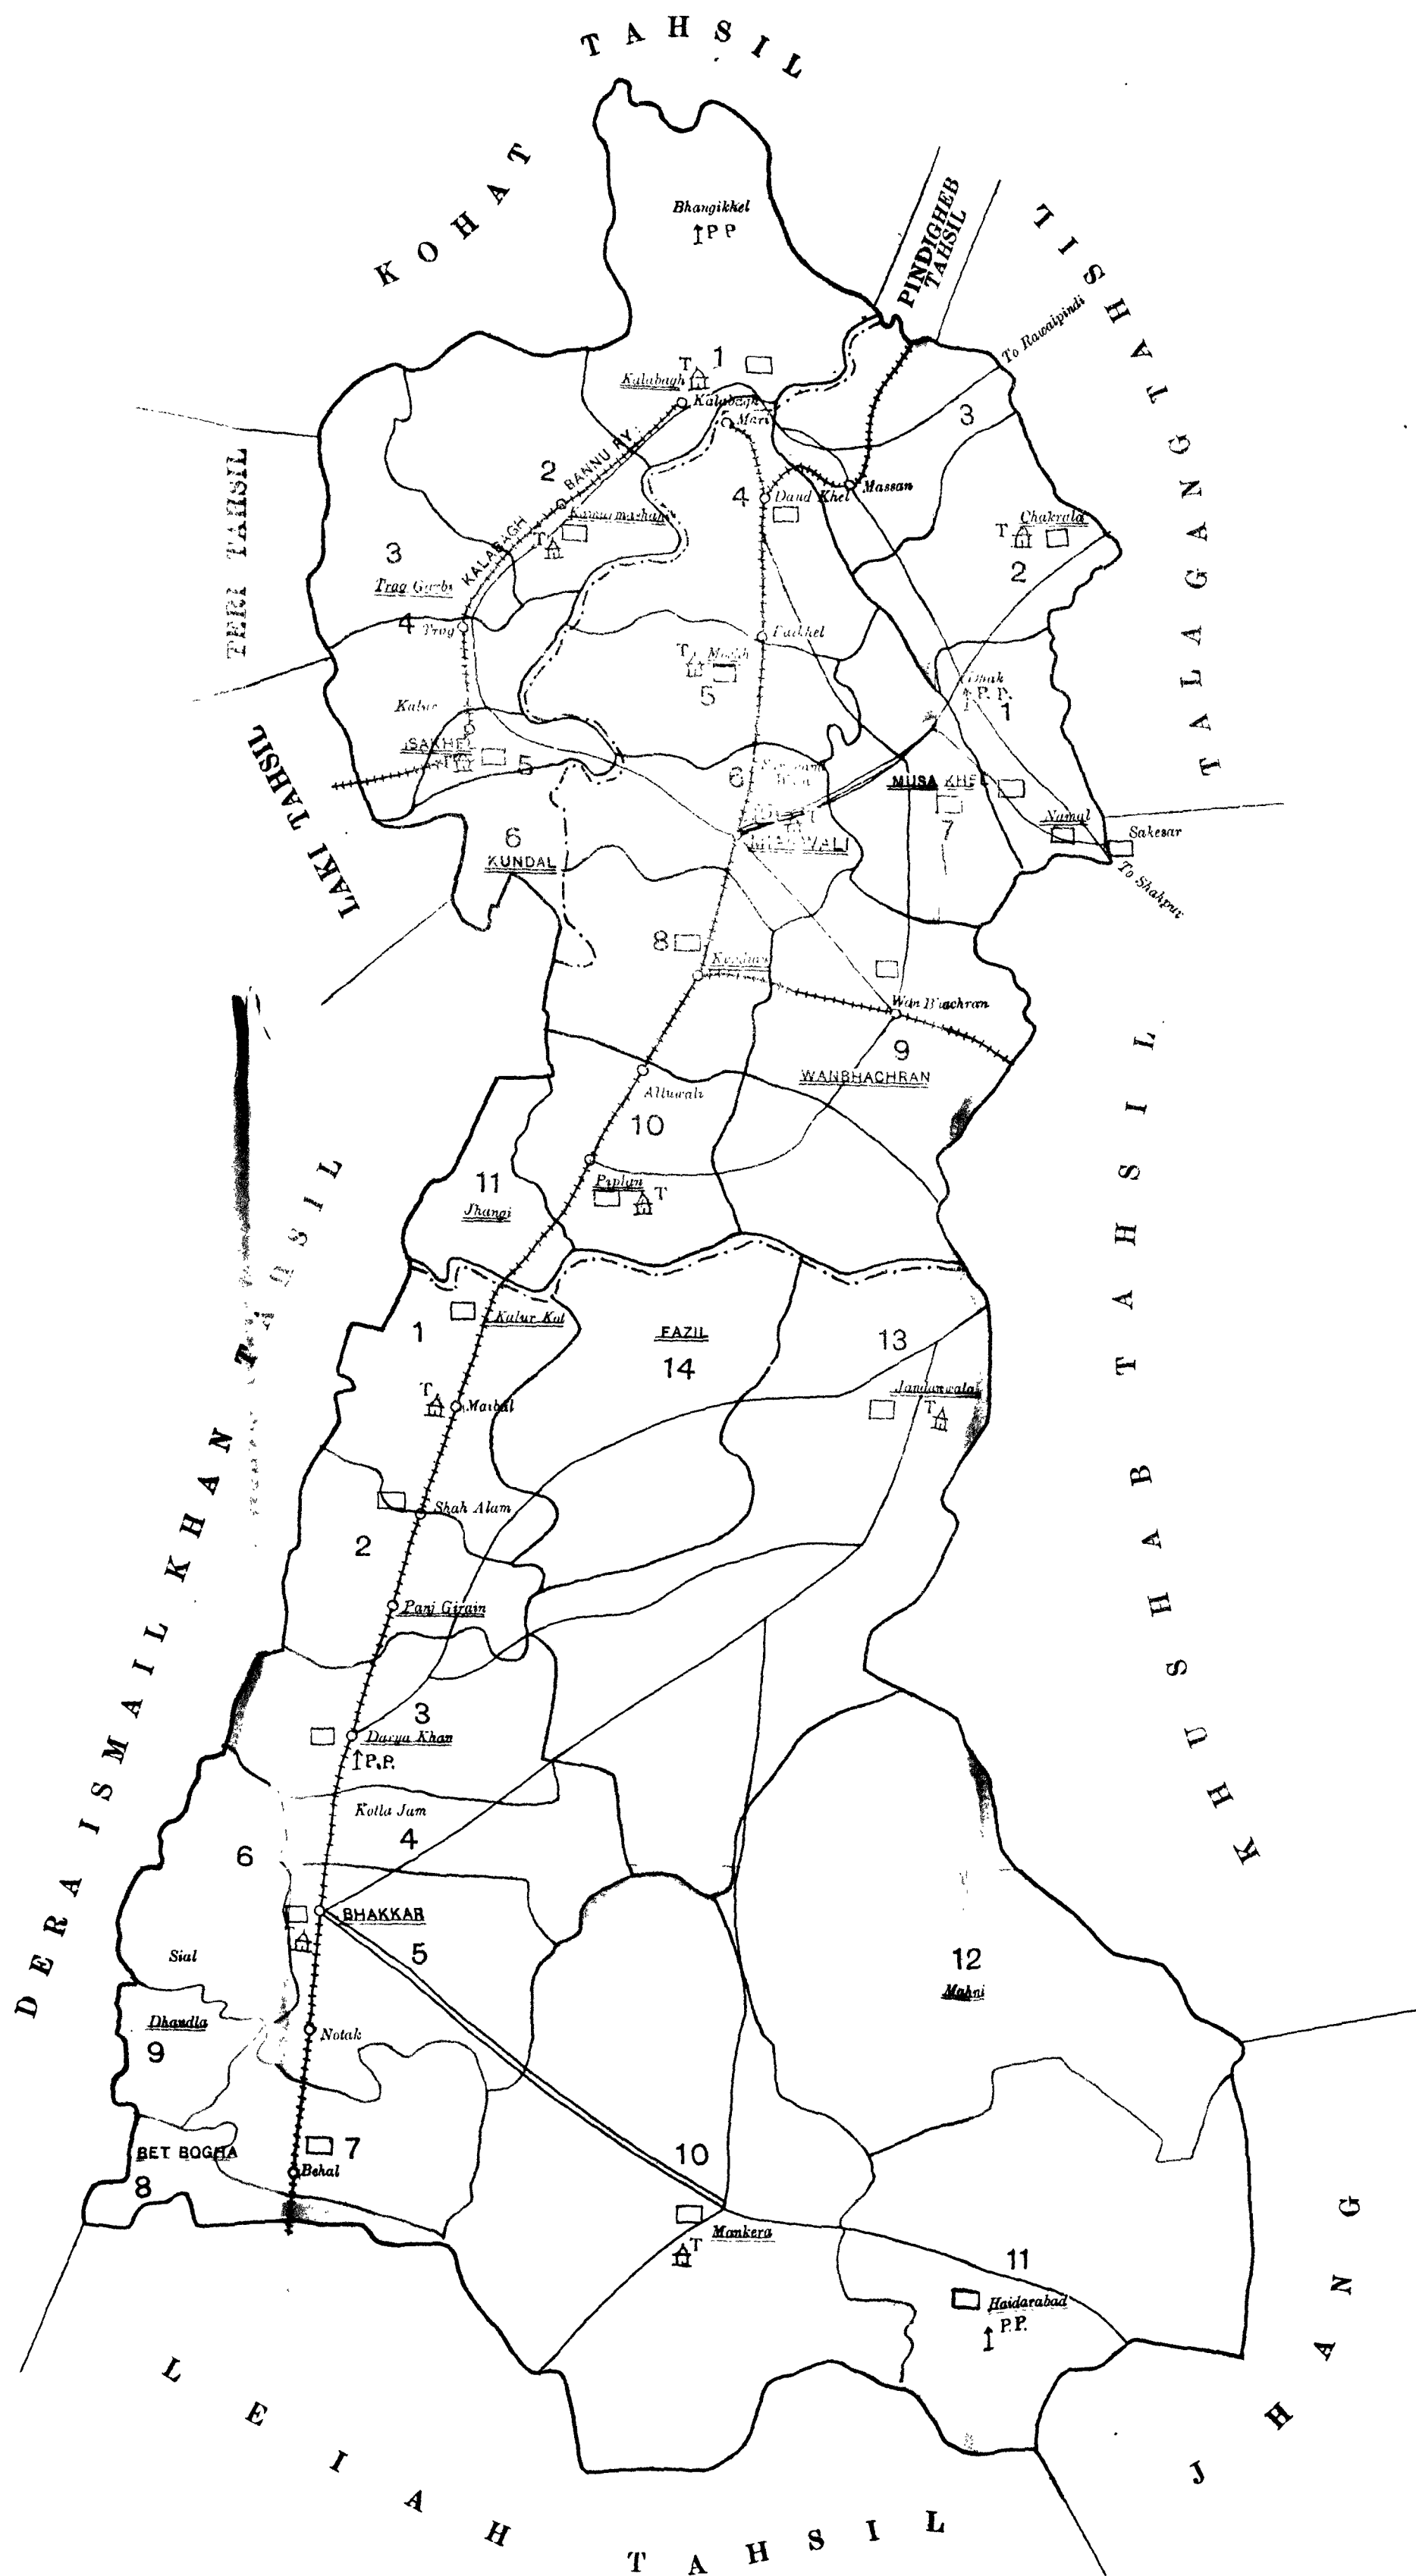 KOHAT TAHSIL
Bhangikkel
P P
PINDIGHEB
TAHSIL
TALAGANG TAHSIL
To Rawalpindi
1
T
Kalabagh
Kalabagh
Mari
3
2
KALABAGH BANNU RY.
4
Daud Khel
Massan
T
Chakrala
2
TERI TAHSIL
3
T
Trag
4
Trag
T
5
P. P.
1
Kalur
ISAKHEL
T
5
6
MUSA KHEL
7
Namal
Sakesar
To Shahpur
LAKI TAHSIL
6
KUNDAL
MIANWALI
8
Wan Bhachran
9
WANBHACHRAN
Alluwali
10
11
Jhangi
Piplan
T
DERA ISMAIL KHAN TAHSIL
KHUSHAB TAHSIL
1
Kalur Kot
FAZIL
14
13
Jandanwala
T
T
Shah Alam
2
Panj Girain
3
Darya Khan
P.P.
Kotla Jam
4
6
BHAKKAR
5
Sial
12
Mahni
Dhandla
9
Notak
BET BOGHA
8
7
Behal
10
Mankera
T
11
Haidarabad
P.P.
JHANG
LEIAH TAHSIL